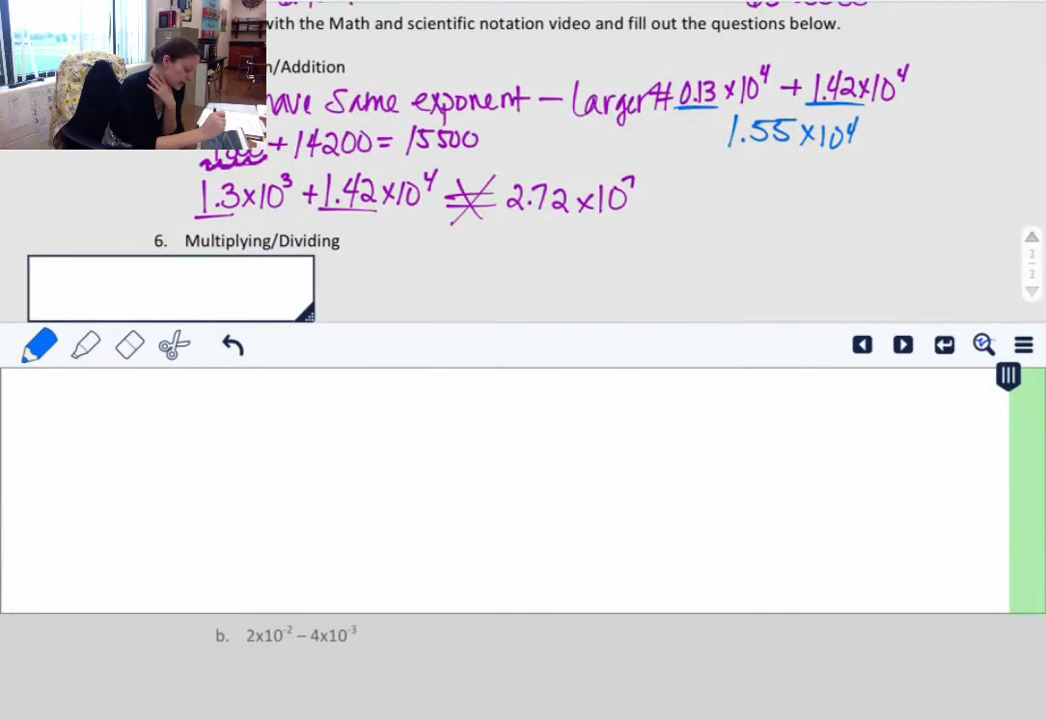 with the Math and scientific notation video and fill out the questions below.
n/Addition
ave Same exponent – Larger # 0.13 x 10⁴ + 1.42 x 10⁴
+ 14200 = 15500
1.55 x 10⁴
1.3 x 10³ + 1.42 x 10⁴ ≠ 2.72 x 10⁷
6. Multiplying/Dividing
3
3
b. 2x10⁻² – 4x10⁻³